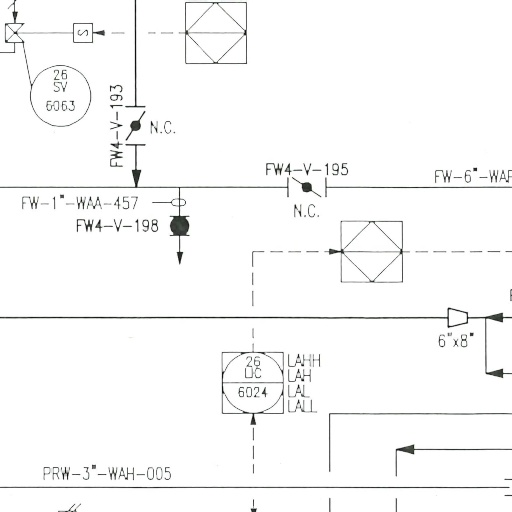 S
26
SV
6063
FW4-V-193
N.C.
FW4-V-195
FW-6"-WAP
N.C.
FW-1"-WAA-457
FW4-V-198
6"x8"
26
LIC
6024
LAHH
LAH
LAL
LALL
PRW-3"-WAH-005